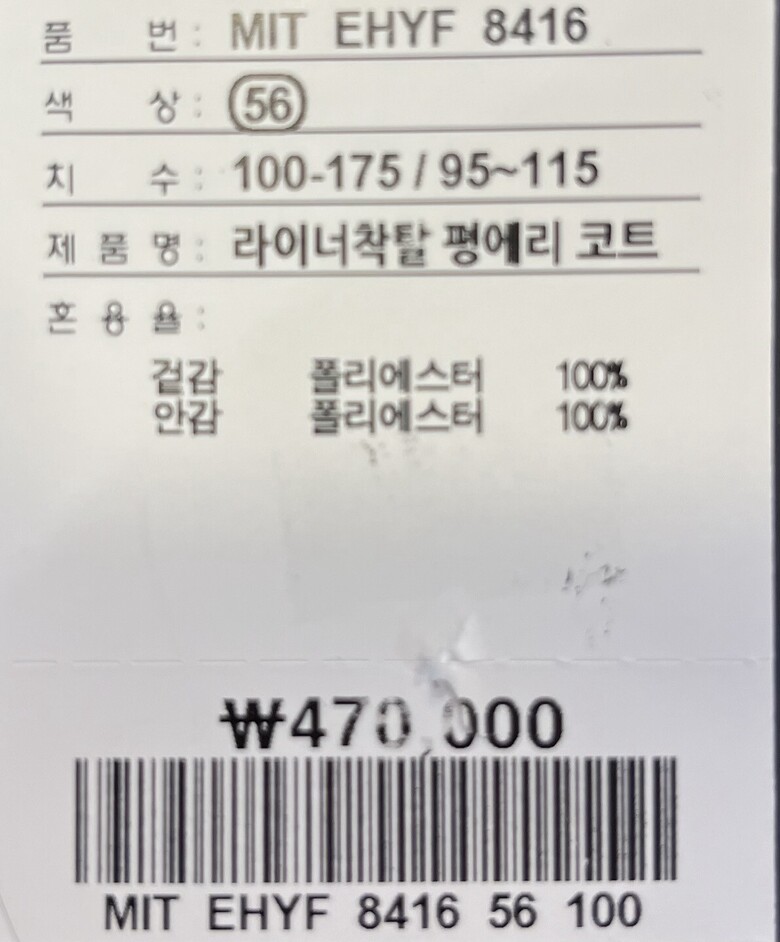 품 번 : MIT EHYF 8416
색 상 : 56
치 수 : 100-175 / 95~115
제 품 명 : 라이너착탈 평에리 코트
혼 용 율 :
겉감 폴리에스터 100%
안감 폴리에스터 100%
₩470,000
MIT EHYF 8416 56 100